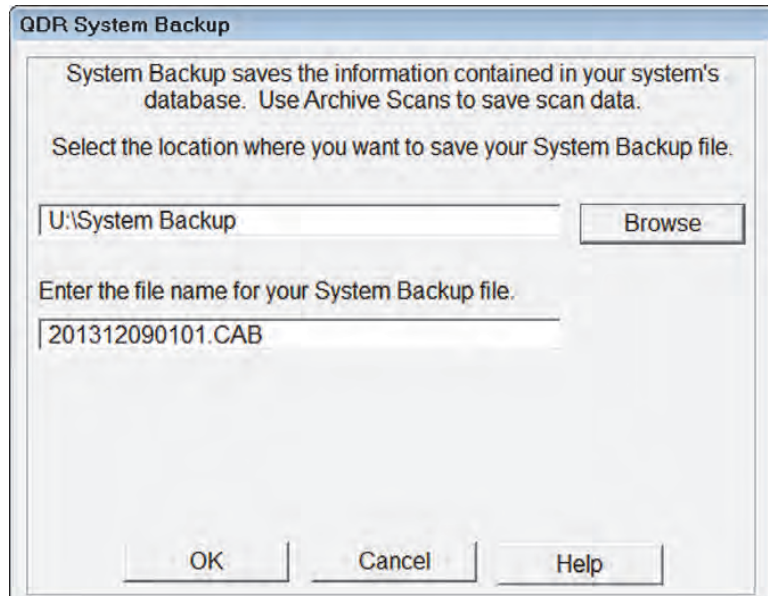 QDR System Backup
System Backup saves the information contained in your system's
database. Use Archive Scans to save scan data.
Select the location where you want to save your System Backup file.
U:\System Backup
Browse
Enter the file name for your System Backup file.
201312090101.CAB
OK
Cancel
Help